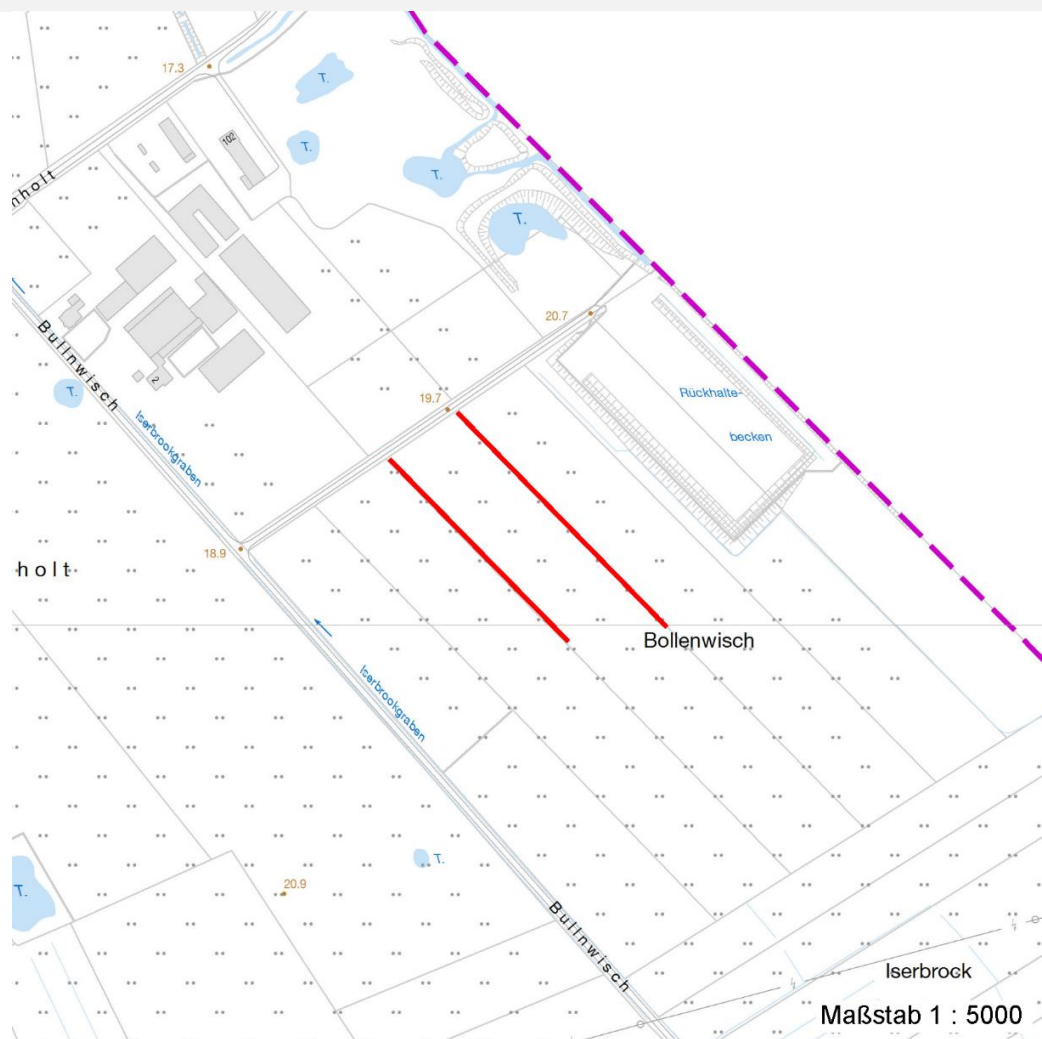 17.3
T.
102
T.
T.
nholt
T.
20.7
Bullnwisch
2
T.
19.7
Rückhalte-
becken
Iserbrookgraben
18.9
holt
Bollenwisch
Iserbrookgraben
T.
T.
20.9
Bullnwisch
Iserbrock
Maßstab 1 : 5000